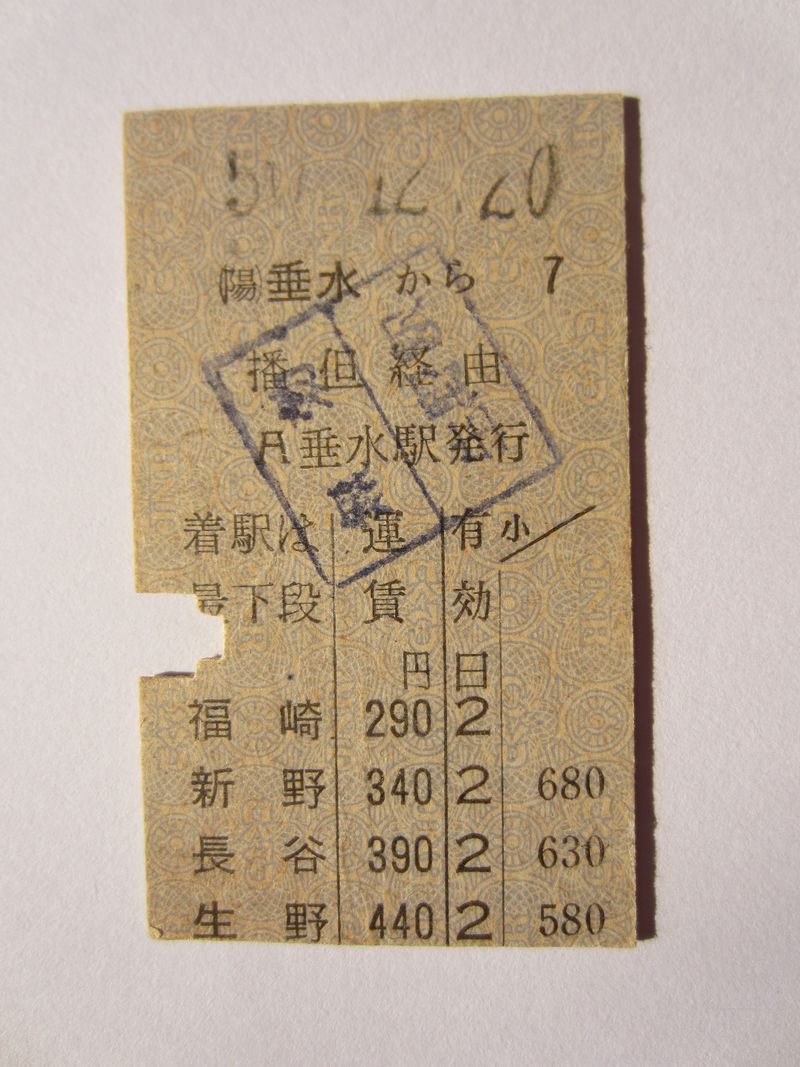 50.12.20
(陽)垂水 から 7
播但経由
垂水駅発行
着駅は 運 有 小
最下段 賃 効
円 日
福崎 290 2
新野 340 2 680
長谷 390 2 630
生野 440 2 580